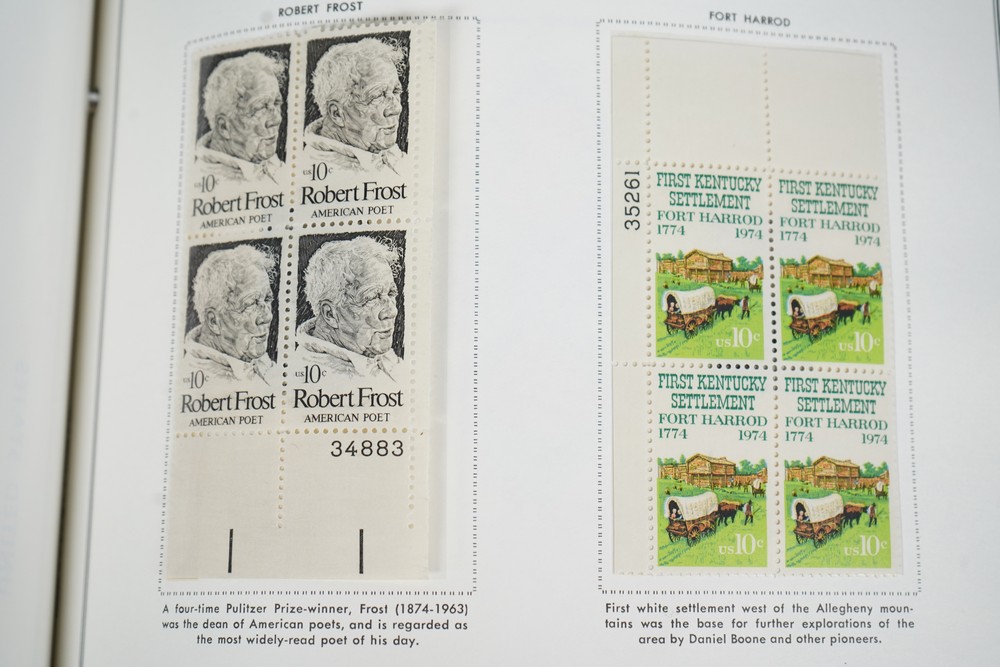 ROBERT FROST
US 10c
Robert Frost
AMERICAN POET
US 10c
Robert Frost
AMERICAN POET
US 10c
Robert Frost
AMERICAN POET
US 10c
Robert Frost
AMERICAN POET
34883
A four-time Pulitzer Prize-winner, Frost (1874-1963)
was the dean of American poets, and is regarded as
the most widely-read poet of his day.
FORT HARROD
35261
FIRST KENTUCKY
SETTLEMENT
FORT HARROD
1774 1974
US 10c
FIRST KENTUCKY
SETTLEMENT
FORT HARROD
1774 1974
US 10c
FIRST KENTUCKY
SETTLEMENT
FORT HARROD
1774 1974
US 10c
FIRST KENTUCKY
SETTLEMENT
FORT HARROD
1774 1974
US 10c
First white settlement west of the Allegheny moun-
tains was the base for further explorations of the
area by Daniel Boone and other pioneers.